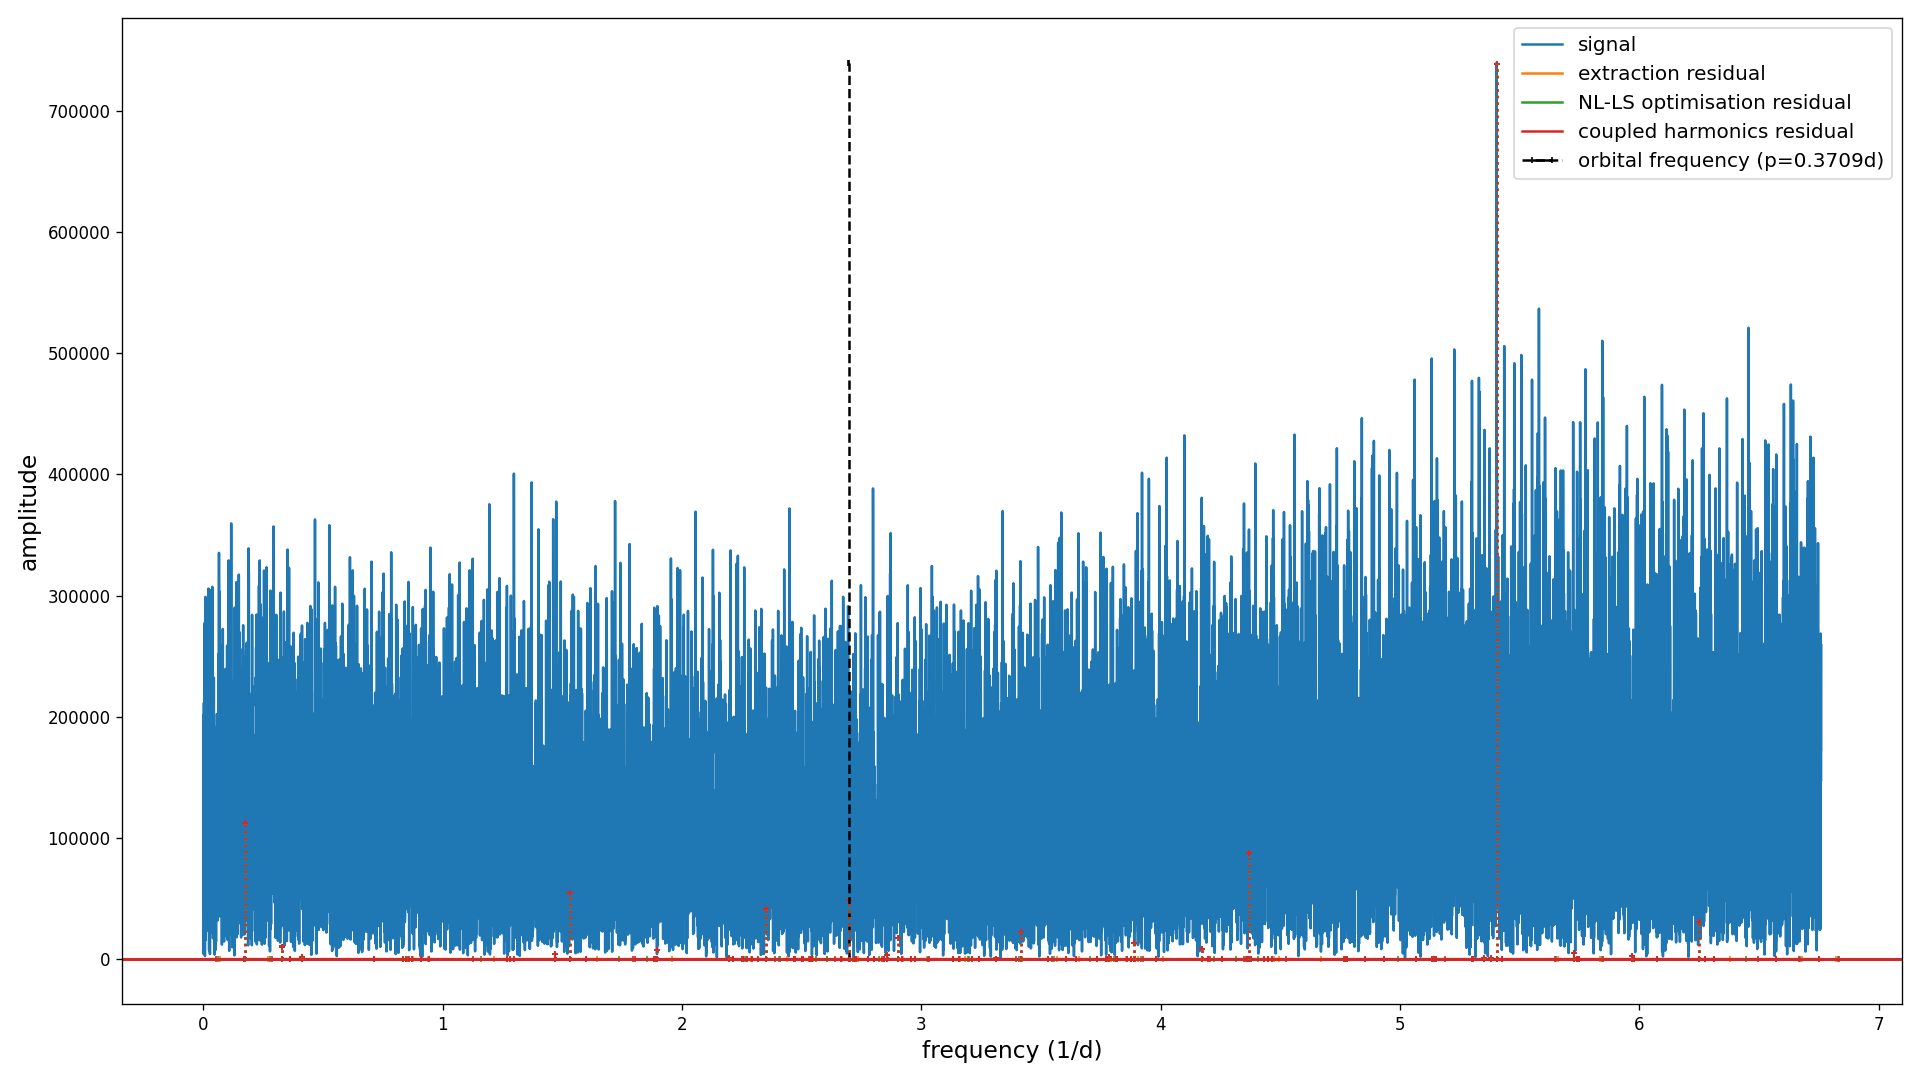 signal
extraction residual
NL-LS optimisation residual
coupled harmonics residual
orbital frequency (p=0.3709d)
amplitude
700000
600000
500000
400000
300000
200000
100000
0
0 1 2 3 4 5 6 7
frequency (1/d)